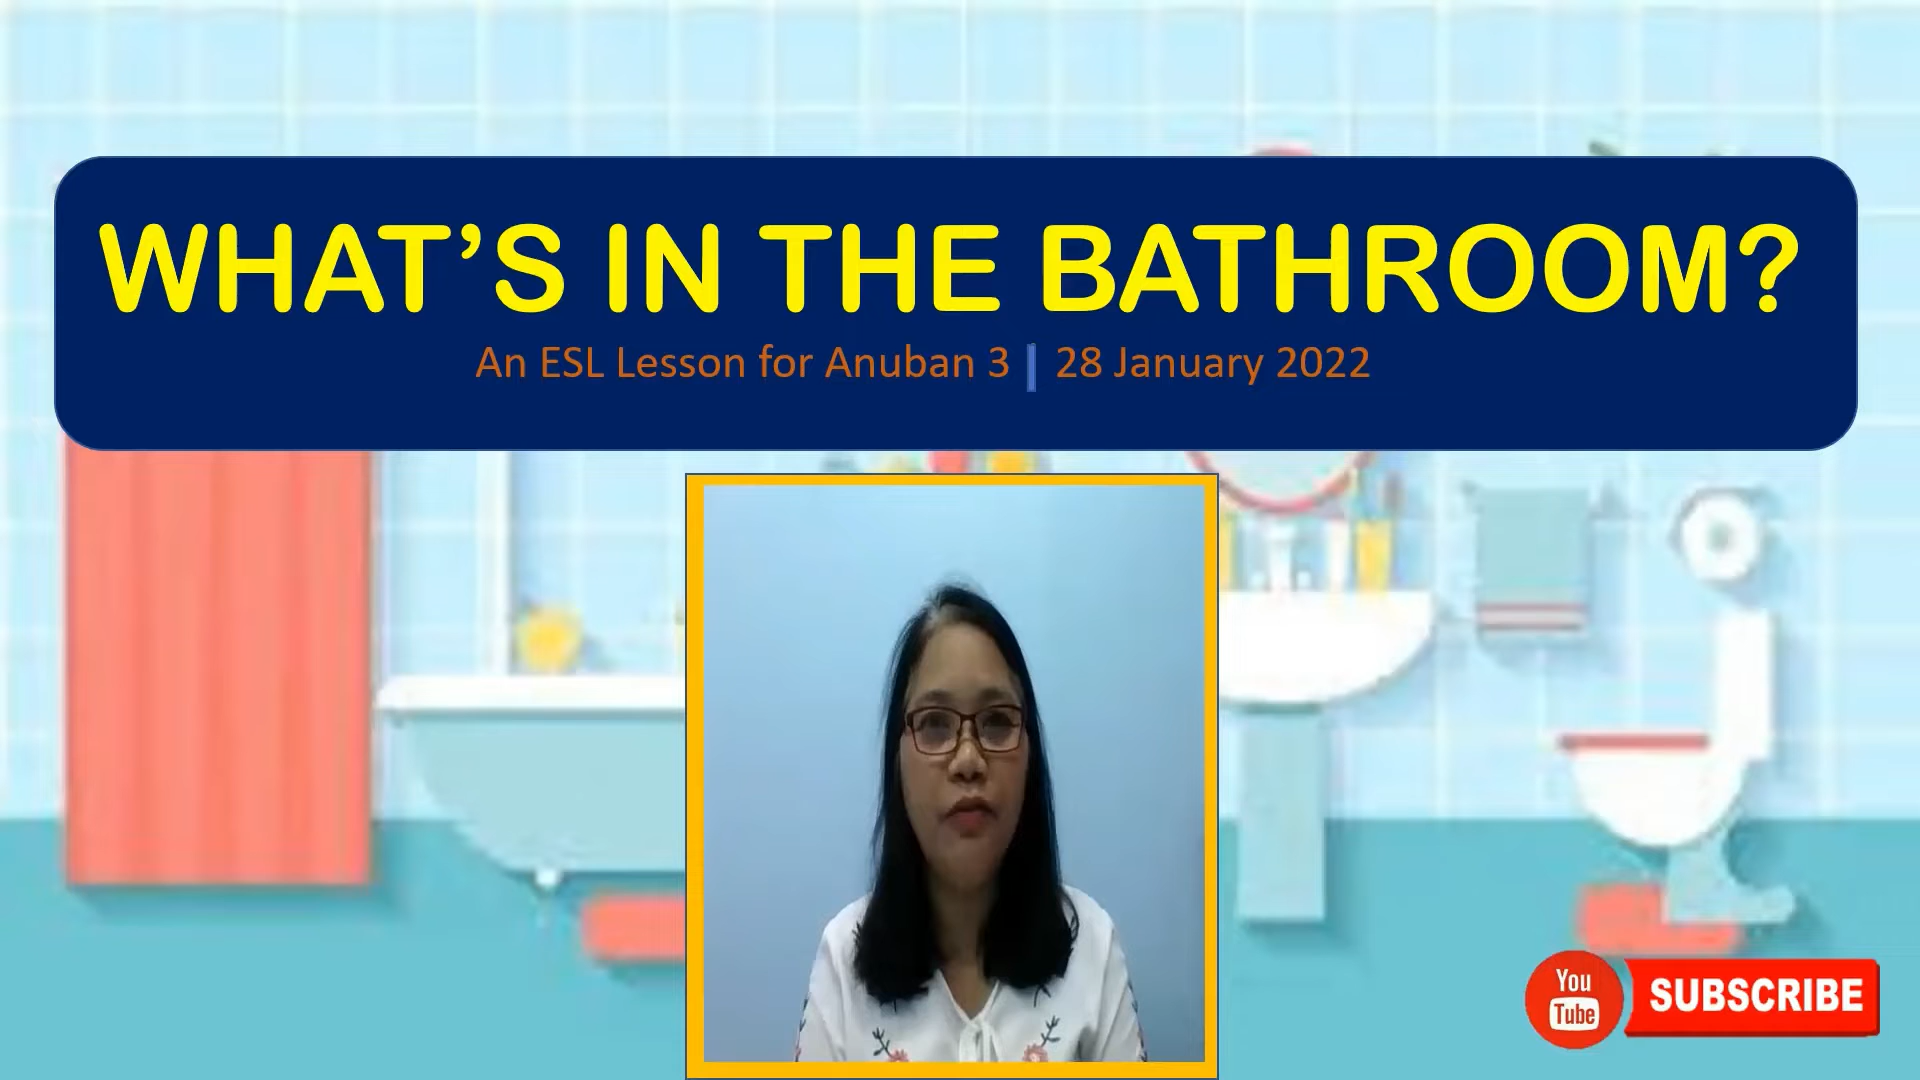 WHAT’S IN THE BATHROOM?
An ESL Lesson for Anuban 3 | 28 January 2022
You
Tube
SUBSCRIBE